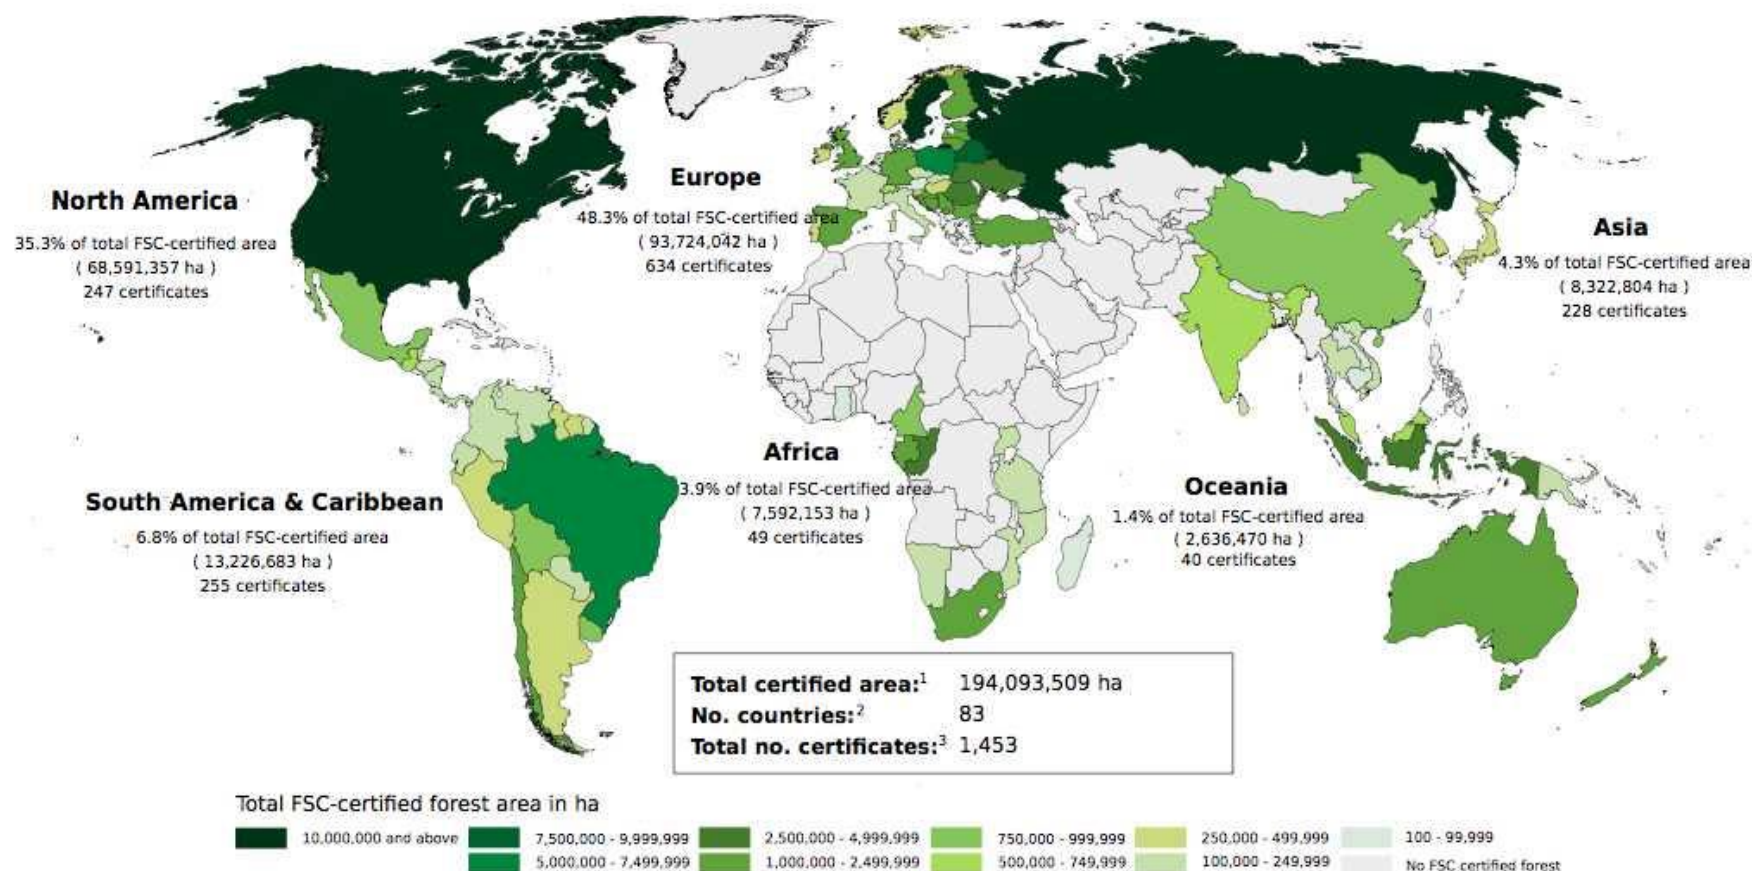 North America
35.3% of total FSC-certified area
( 68,591,357 ha )
247 certificates
Europe
48.3% of total FSC-certified area
( 93,724,042 ha )
634 certificates
Asia
4.3% of total FSC-certified area
( 8,322,804 ha )
228 certificates
South America & Caribbean
6.8% of total FSC-certified area
( 13,226,683 ha )
255 certificates
Africa
3.9% of total FSC-certified area
( 7,592,153 ha )
49 certificates
Oceania
1.4% of total FSC-certified area
( 2,636,470 ha )
40 certificates
Total certified area:¹ 194,093,509 ha
No. countries:² 83
Total no. certificates:³ 1,453
Total FSC-certified forest area in ha
10,000,000 and above 7,500,000 - 9,999,999 2,500,000 - 4,999,999 750,000 - 999,999 250,000 - 499,999 100 - 99,999
5,000,000 - 7,499,999 1,000,000 - 2,499,999 500,000 - 749,999 100,000 - 249,999 No FSC certified forest